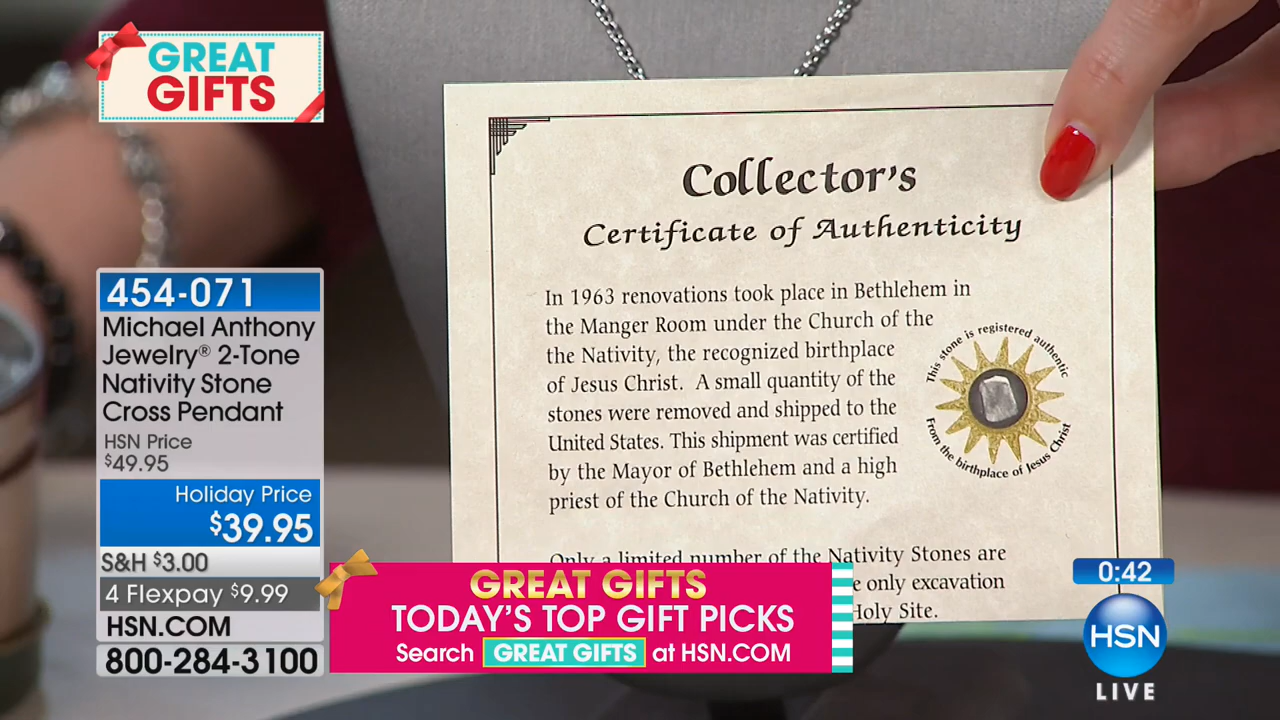 GREAT
GIFTS
454-071
Michael Anthony
Jewelry® 2-Tone
Nativity Stone
Cross Pendant
HSN Price
$49.95
Holiday Price
$39.95
S&H $3.00
4 Flexpay $9.99
HSN.COM
800-284-3100
Collector's
Certificate of Authenticity
In 1963 renovations took place in Bethlehem in
the Manger Room under the Church of the
the Nativity, the recognized birthplace
of Jesus Christ. A small quantity of the
stones were removed and shipped to the
United States. This shipment was certified
by the Mayor of Bethlehem and a high
priest of the Church of the Nativity.
This stone is registered authentic
From the birthplace of Jesus Christ
Only a limited number of the Nativity Stones are
e only excavation
Holy Site.
GREAT GIFTS
TODAY'S TOP GIFT PICKS
Search GREAT GIFTS at HSN.COM
0:42
HSN
LIVE